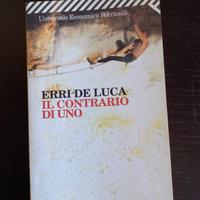 Universale Economica Feltrinelli
ERRI DE LUCA
IL CONTRARIO
DI UNO